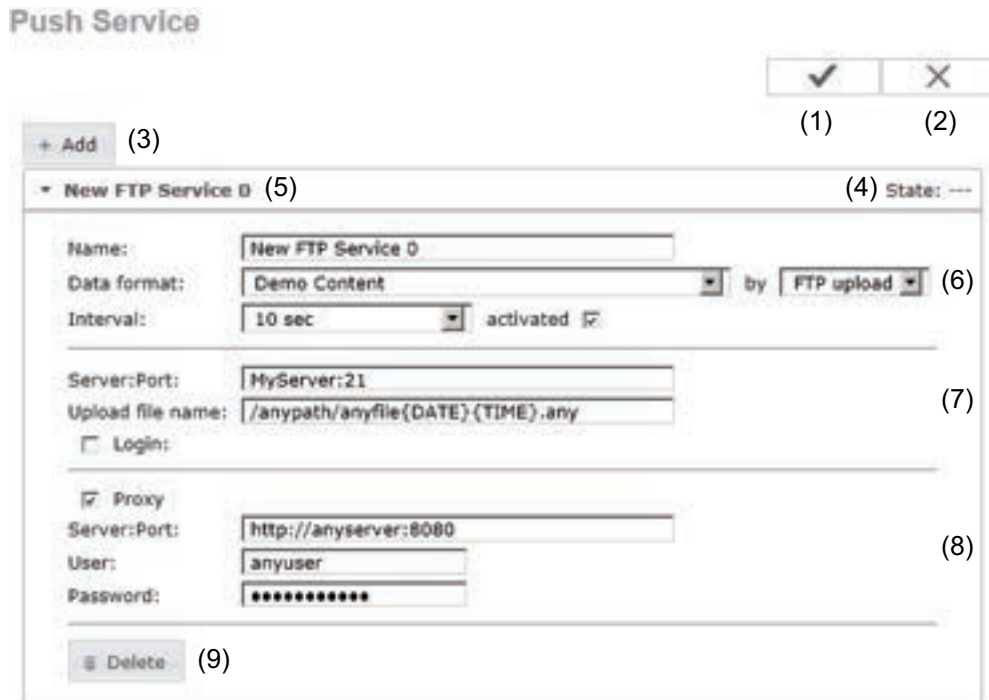 Push Service
(1) (2)
+ Add (3)
New FTP Service 0 (5) (4) State: ---
Name: New FTP Service 0
Data format: Demo Content by FTP upload (6)
Interval: 10 sec activated
Server:Port: MyServer:21
(7)
Upload file name: /anypath/anyfile{DATE}{TIME}.any
Login:
Proxy
Server:Port: http://anyserver:8080
(8)
User: anyuser
Password: •••••••••••
Delete (9)